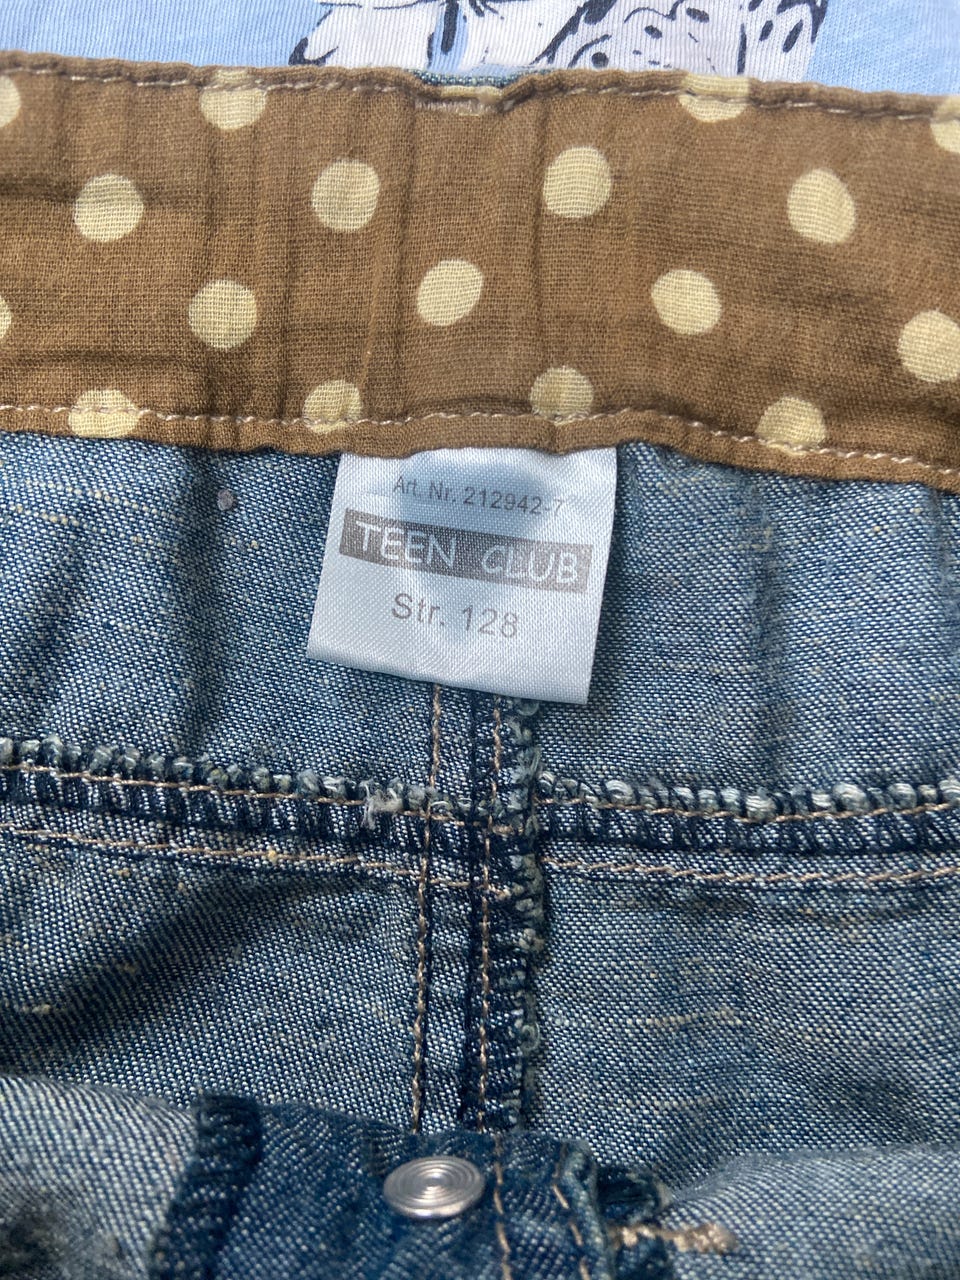 Art. Nr. 212942-7
TEEN CLUB
Str. 128